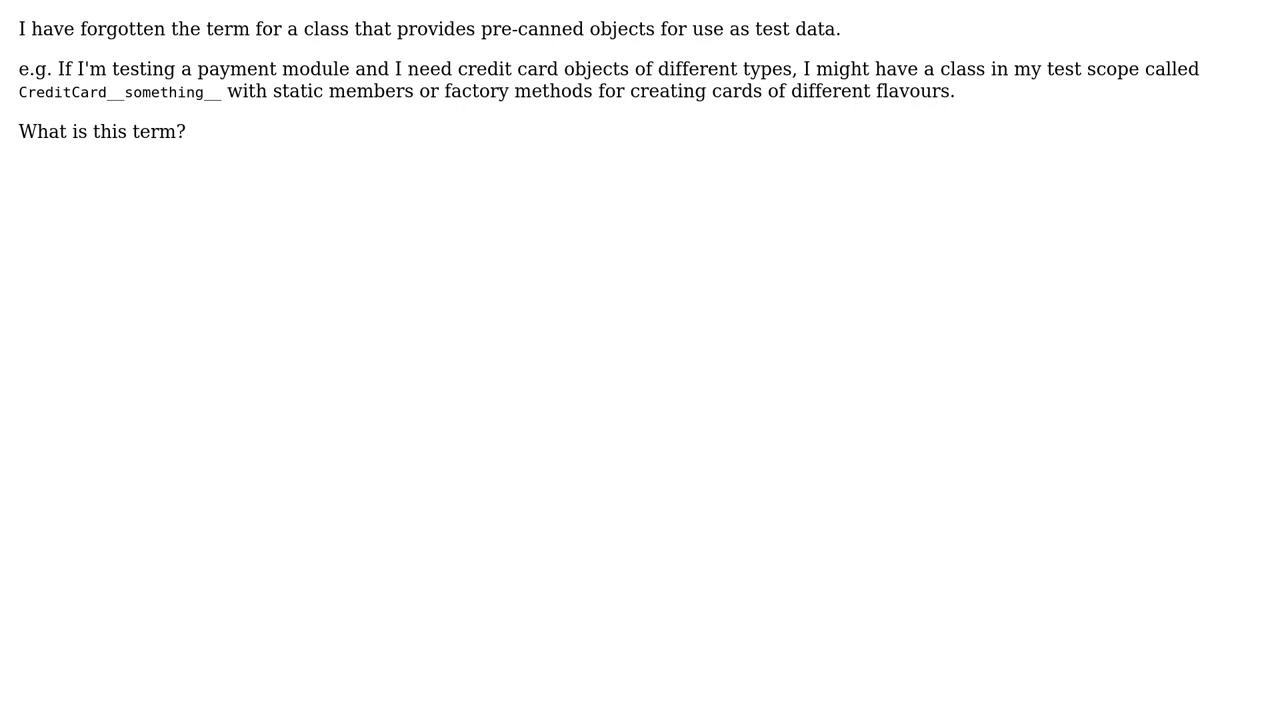 I have forgotten the term for a class that provides pre-canned objects for use as test data.
e.g. If I'm testing a payment module and I need credit card objects of different types, I might have a class in my test scope called
CreditCard__something__ with static members or factory methods for creating cards of different flavours.
What is this term?